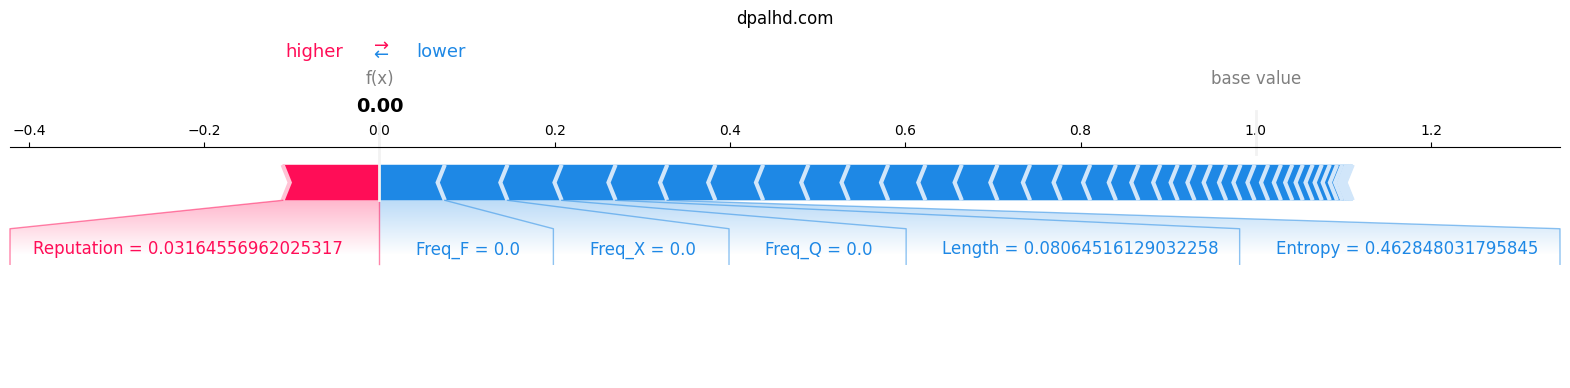 dpalhd.com
higher → ← lower
f(x)
base value
0.00
−0.4 −0.2 0.0 0.2 0.4 0.6 0.8 1.0 1.2
Reputation = 0.03164556962025317 Freq_F = 0.0 Freq_X = 0.0 Freq_Q = 0.0 Length = 0.08064516129032258 Entropy = 0.462848031795845